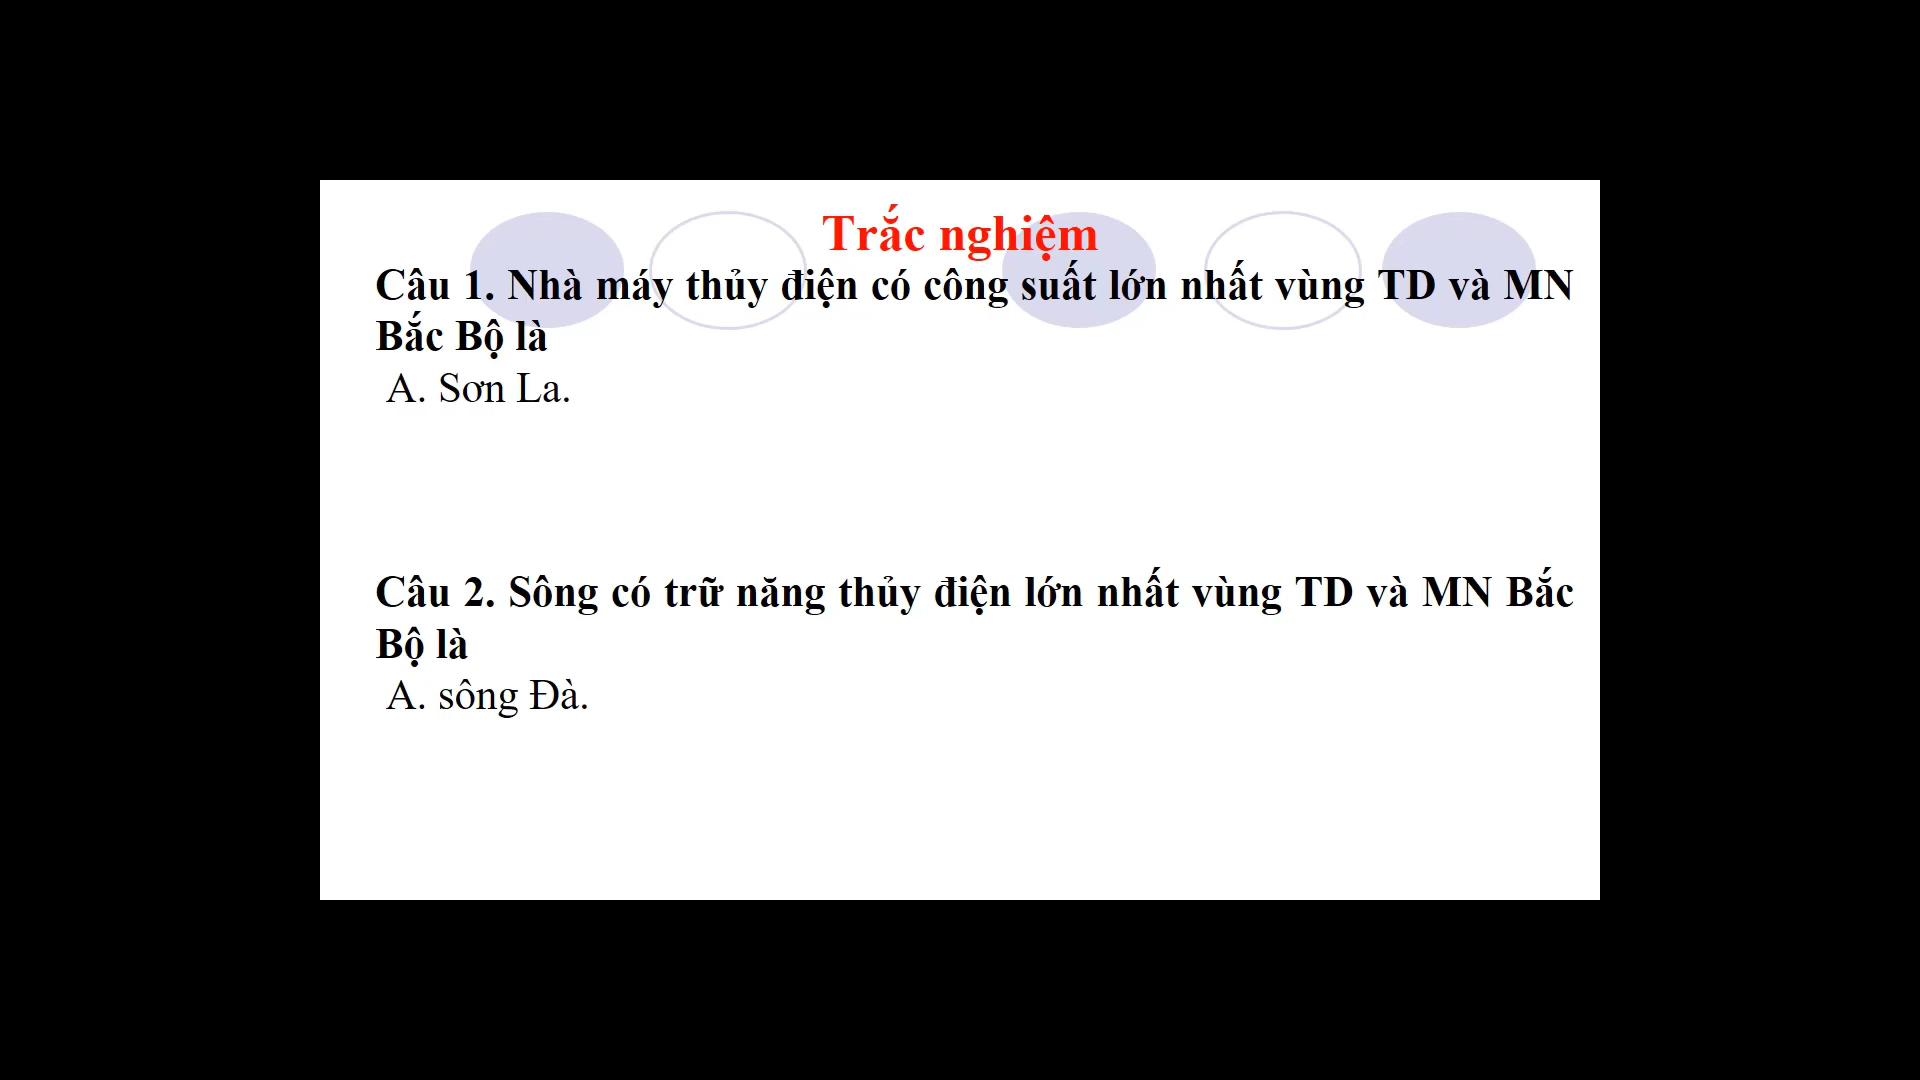 Trắc nghiệm
Câu 1. Nhà máy thủy điện có công suất lớn nhất vùng TD và MN
Bắc Bộ là
A. Sơn La.
Câu 2. Sông có trữ năng thủy điện lớn nhất vùng TD và MN Bắc
Bộ là
A. sông Đà.